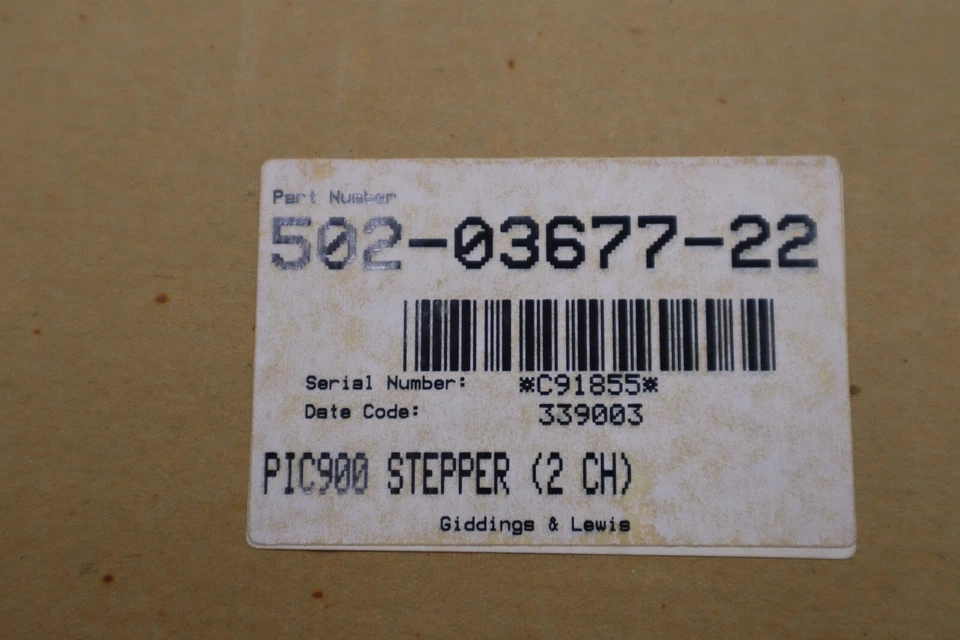 Part Number
502-03677-22
Serial Number: *C91855*
Date Code: 339003
PIC900 STEPPER (2 CH)
Giddings & Lewis